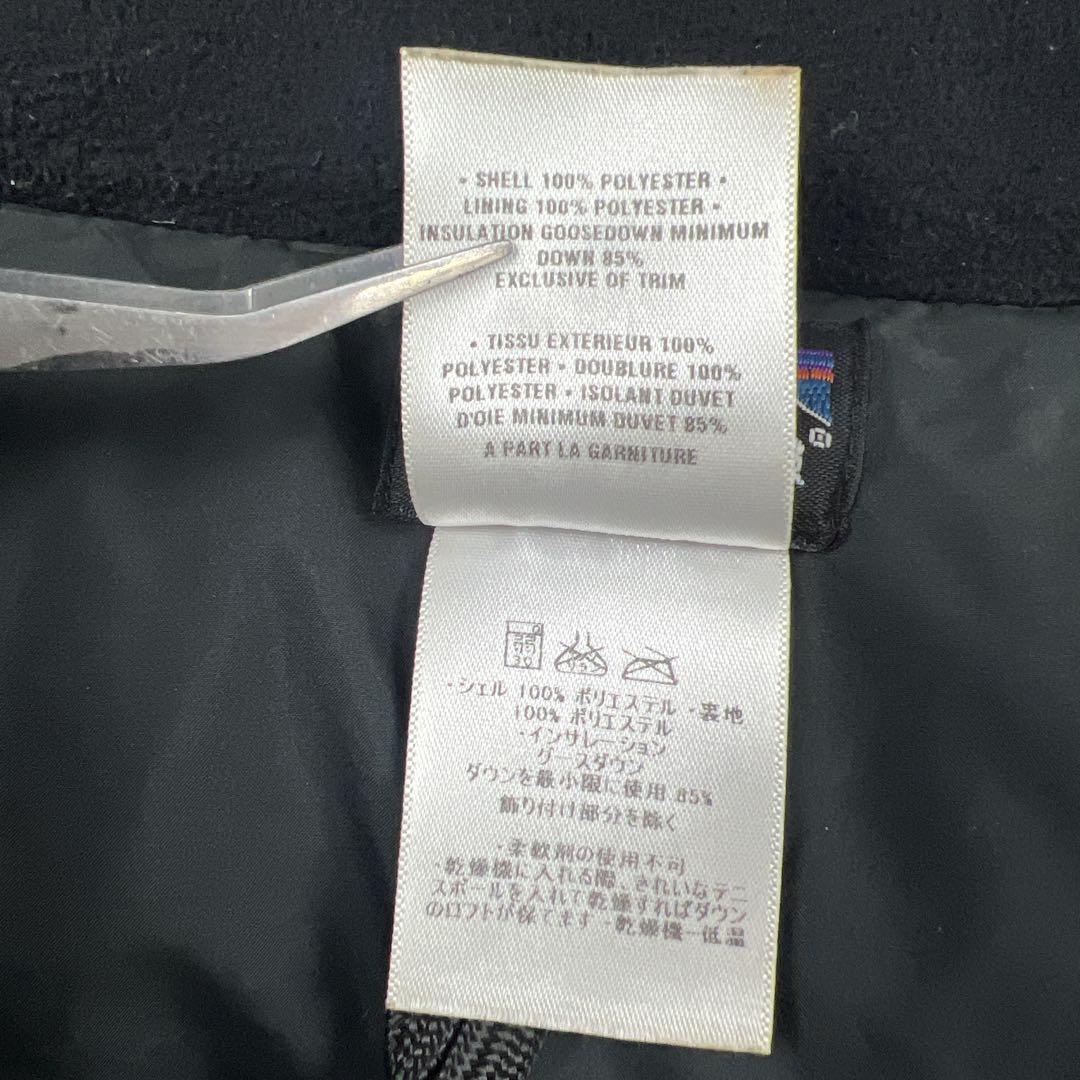 • SHELL 100% POLYESTER •
LINING 100% POLYESTER •
INSULATION GOOSEDOWN MINIMUM
DOWN 85%
EXCLUSIVE OF TRIM
• TISSU EXTERIEUR 100%
POLYESTER • DOUBLURE 100%
POLYESTER • ISOLANT DUVET
D'OIE MINIMUM DUVET 85%
A PART LA GARNITURE
弱
30
・シェル 100% ポリエステル ・裏地
100% ポリエステル
・インサレーション
グースダウン
ダウンを最小限に使用 85%
飾り付け部分を除く
・柔軟剤の使用不可
・乾燥機に入れる際、きれいなテニ
スボールを入れて乾燥すればダウン
のロフトが保てます ・乾燥機ー低温